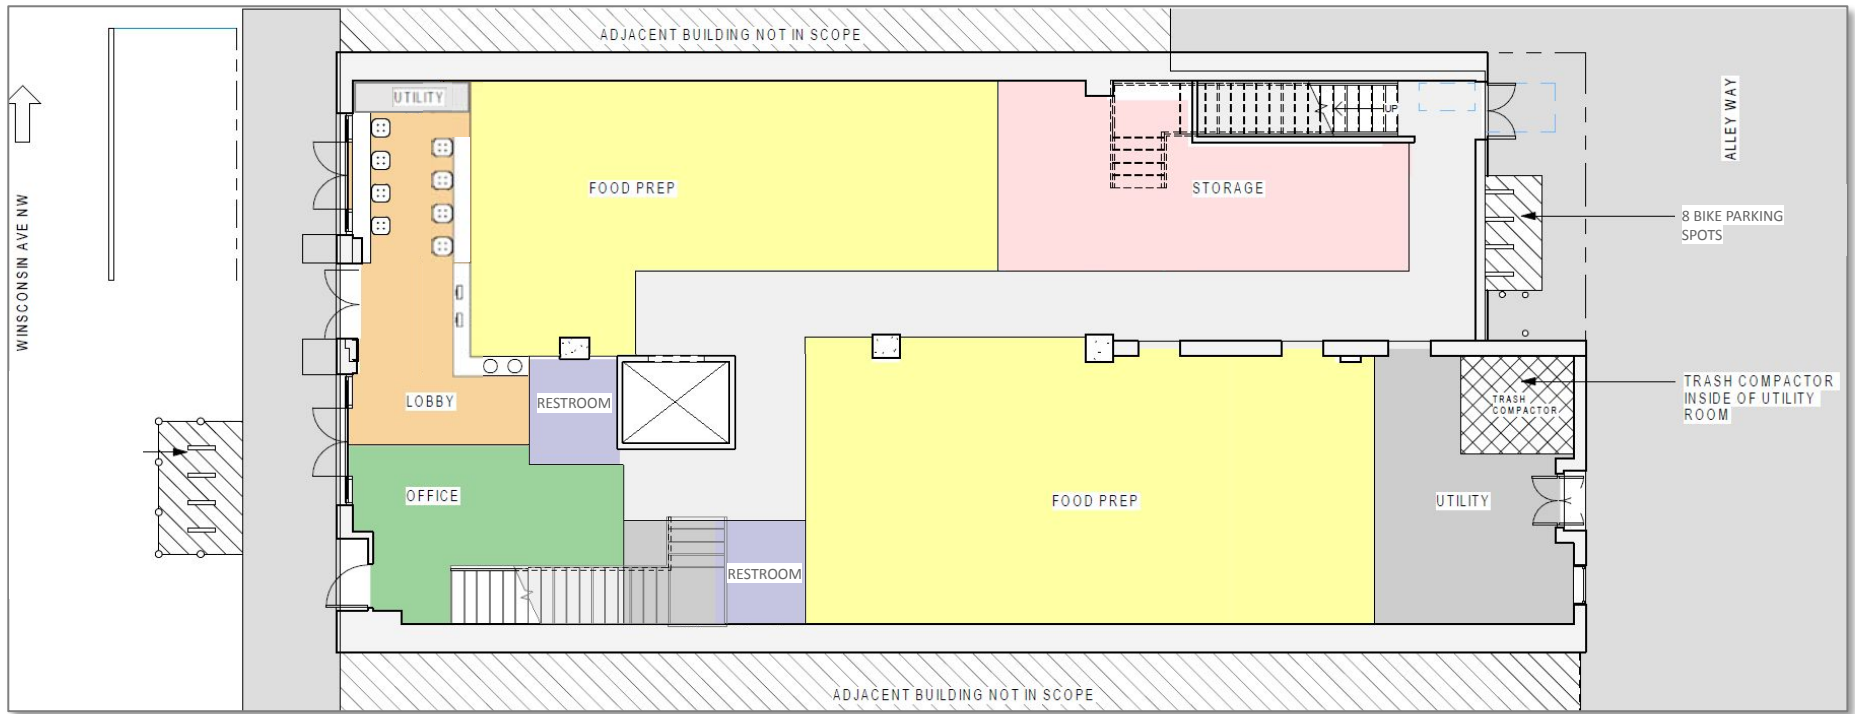 ADJACENT BUILDING NOT IN SCOPE
UTILITY
UP
ALLEY WAY
FOOD PREP
STORAGE
8 BIKE PARKING
SPOTS
WINSCONSIN AVE NW
LOBBY
RESTROOM
TRASH
COMPACTOR
TRASH COMPACTOR
INSIDE OF UTILITY
ROOM
OFFICE
FOOD PREP
UTILITY
RESTROOM
ADJACENT BUILDING NOT IN SCOPE